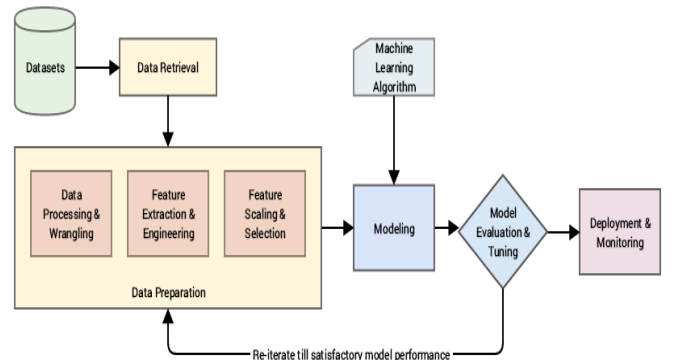 Datasets
Data Retrieval
Machine
Learning
Algorithm
Data
Processing &
Wrangling
Feature
Extraction &
Engineering
Feature
Scaling &
Selection
Data Preparation
Modeling
Model
Evaluation &
Tuning
Deployment &
Monitoring
Re-iterate till satisfactory model performance